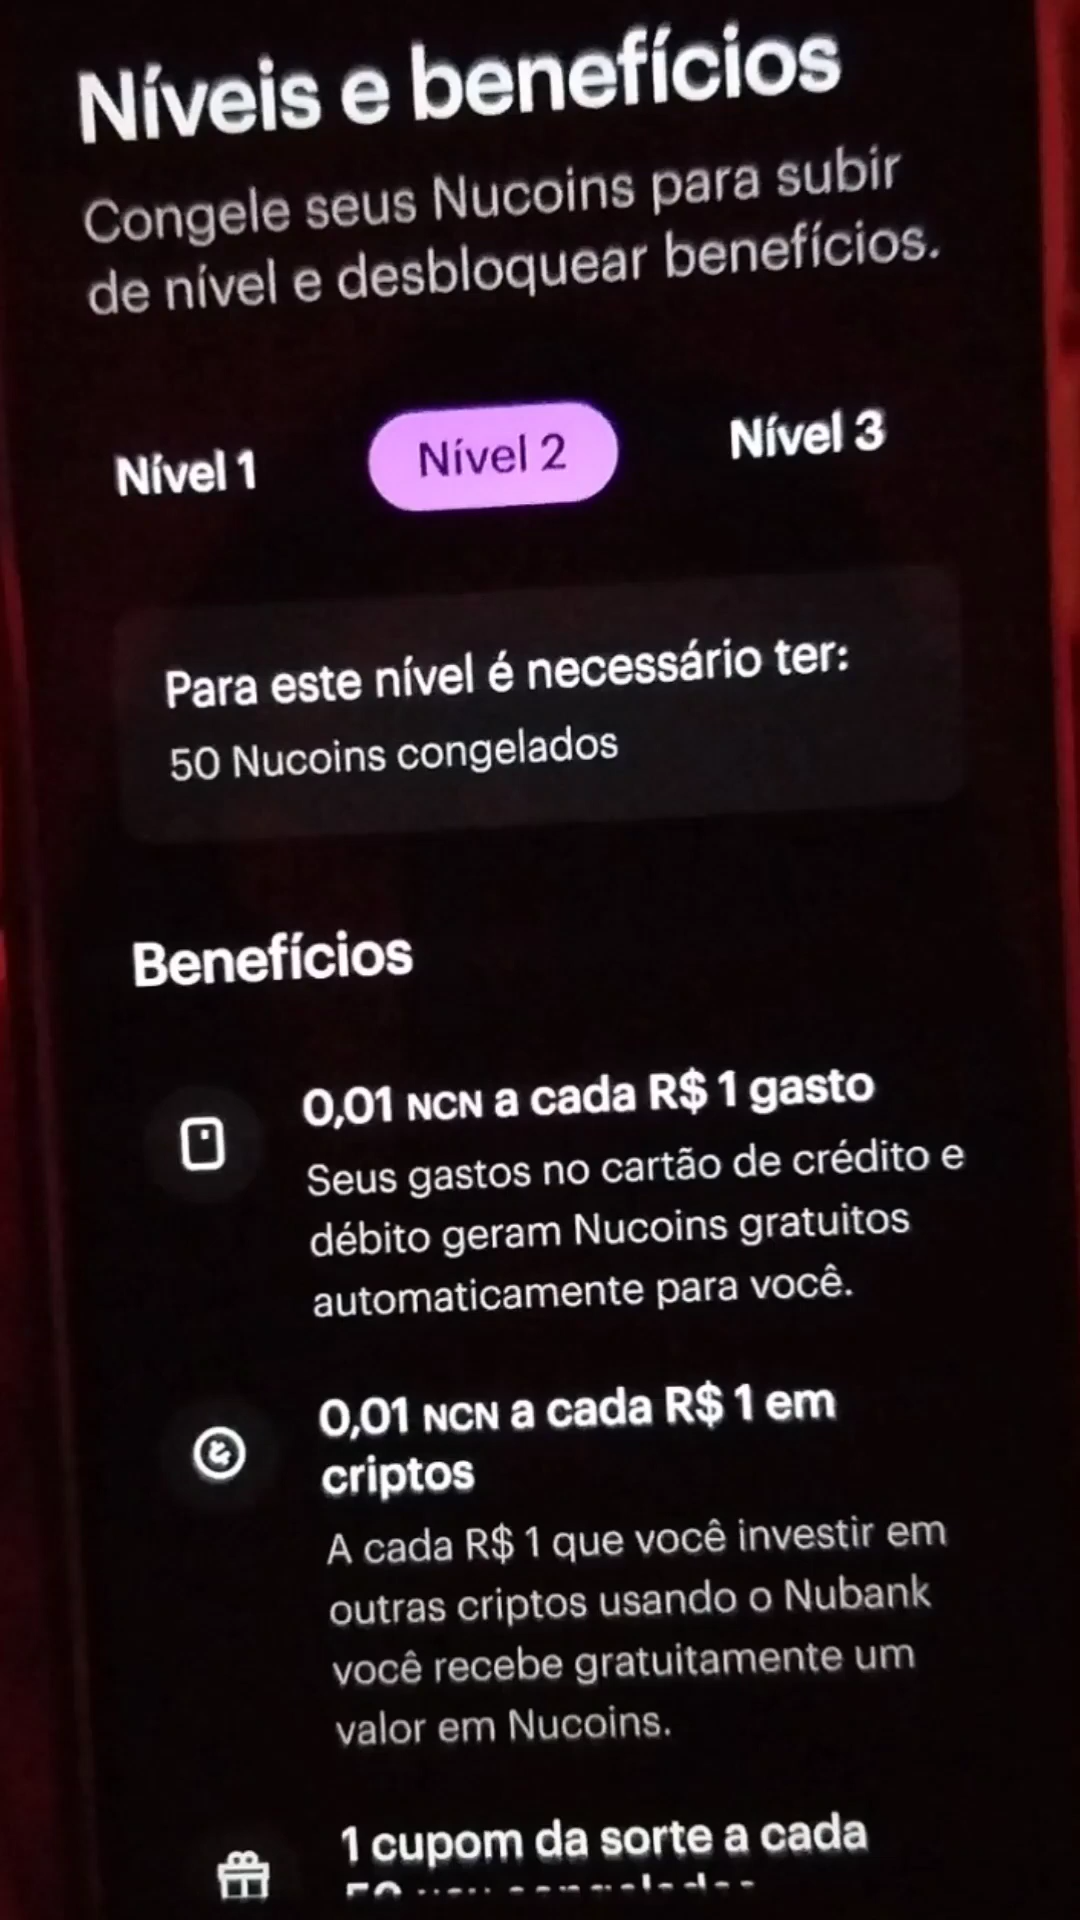 Níveis e benefícios
Congele seus Nucoins para subir
de nível e desbloquear benefícios.
Nível 1
Nível 2
Nível 3
Para este nível é necessário ter:
50 Nucoins congelados
Benefícios
0,01 NCN a cada R$ 1 gasto
Seus gastos no cartão de crédito e
débito geram Nucoins gratuitos
automaticamente para você.
0,01 NCN a cada R$ 1 em
criptos
A cada R$ 1 que você investir em
outras criptos usando o Nubank
você recebe gratuitamente um
valor em Nucoins.
1 cupom da sorte a cada